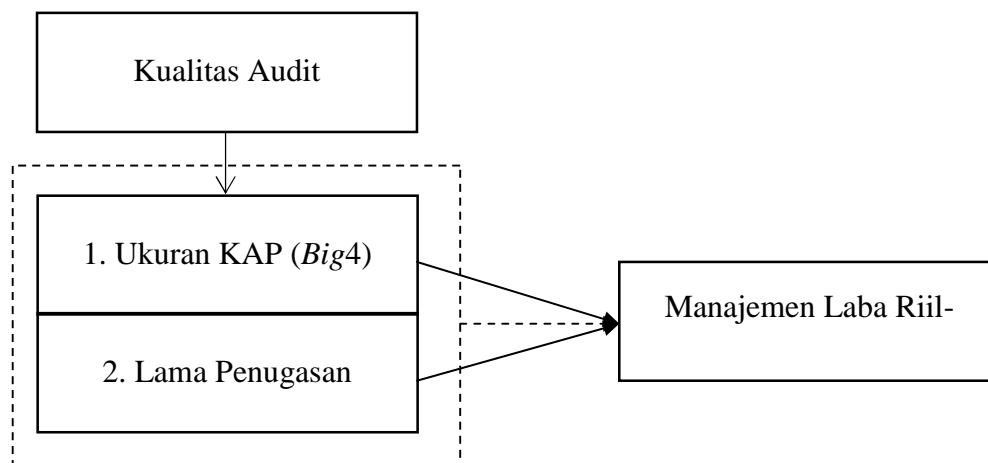 Kualitas Audit
1. Ukuran KAP (Big4)
Manajemen Laba Riil-
2. Lama Penugasan